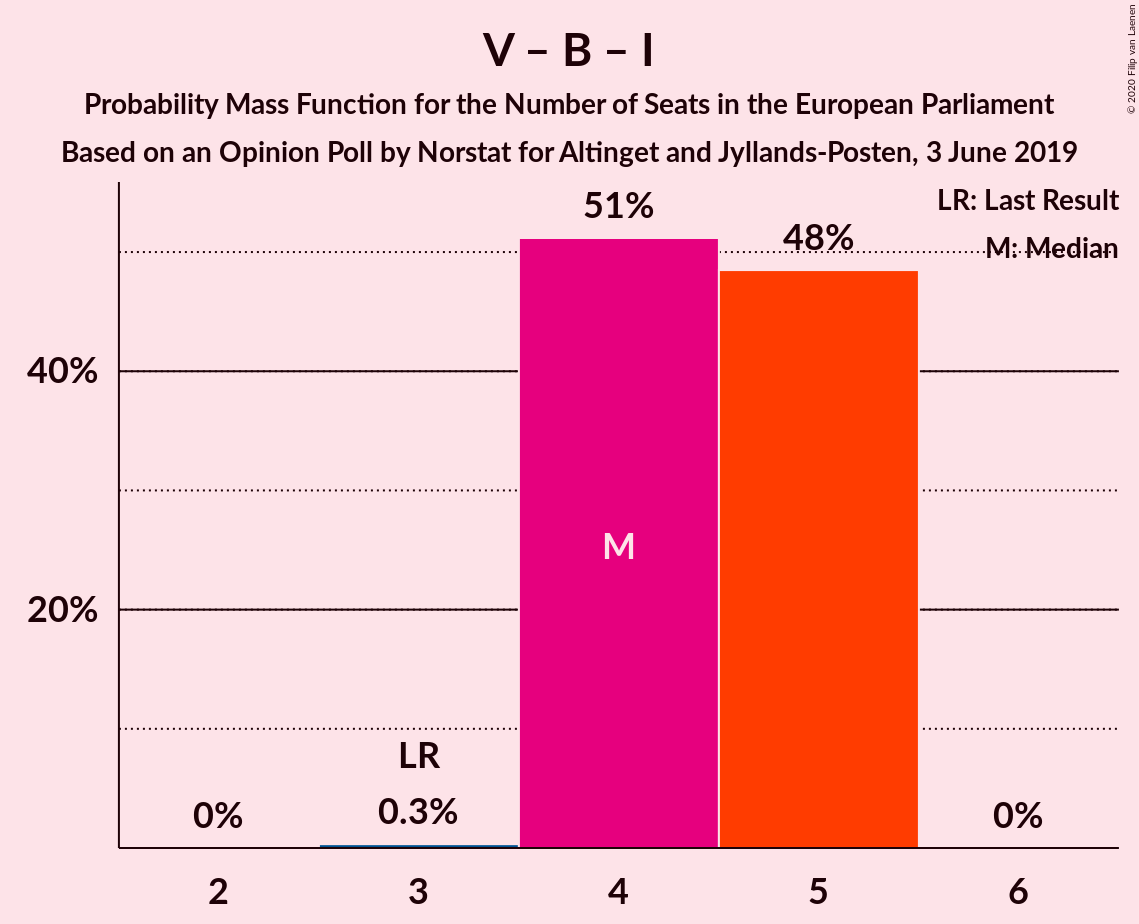 V – B – I
Probability Mass Function for the Number of Seats in the European Parliament
Based on an Opinion Poll by Norstat for Altinget and Jyllands-Posten, 3 June 2019
© 2020 Filip van Laenen
LR: Last Result
M: Median
51%
48%
40%
M
20%
LR
0%
0.3%
0%
2
3
4
5
6